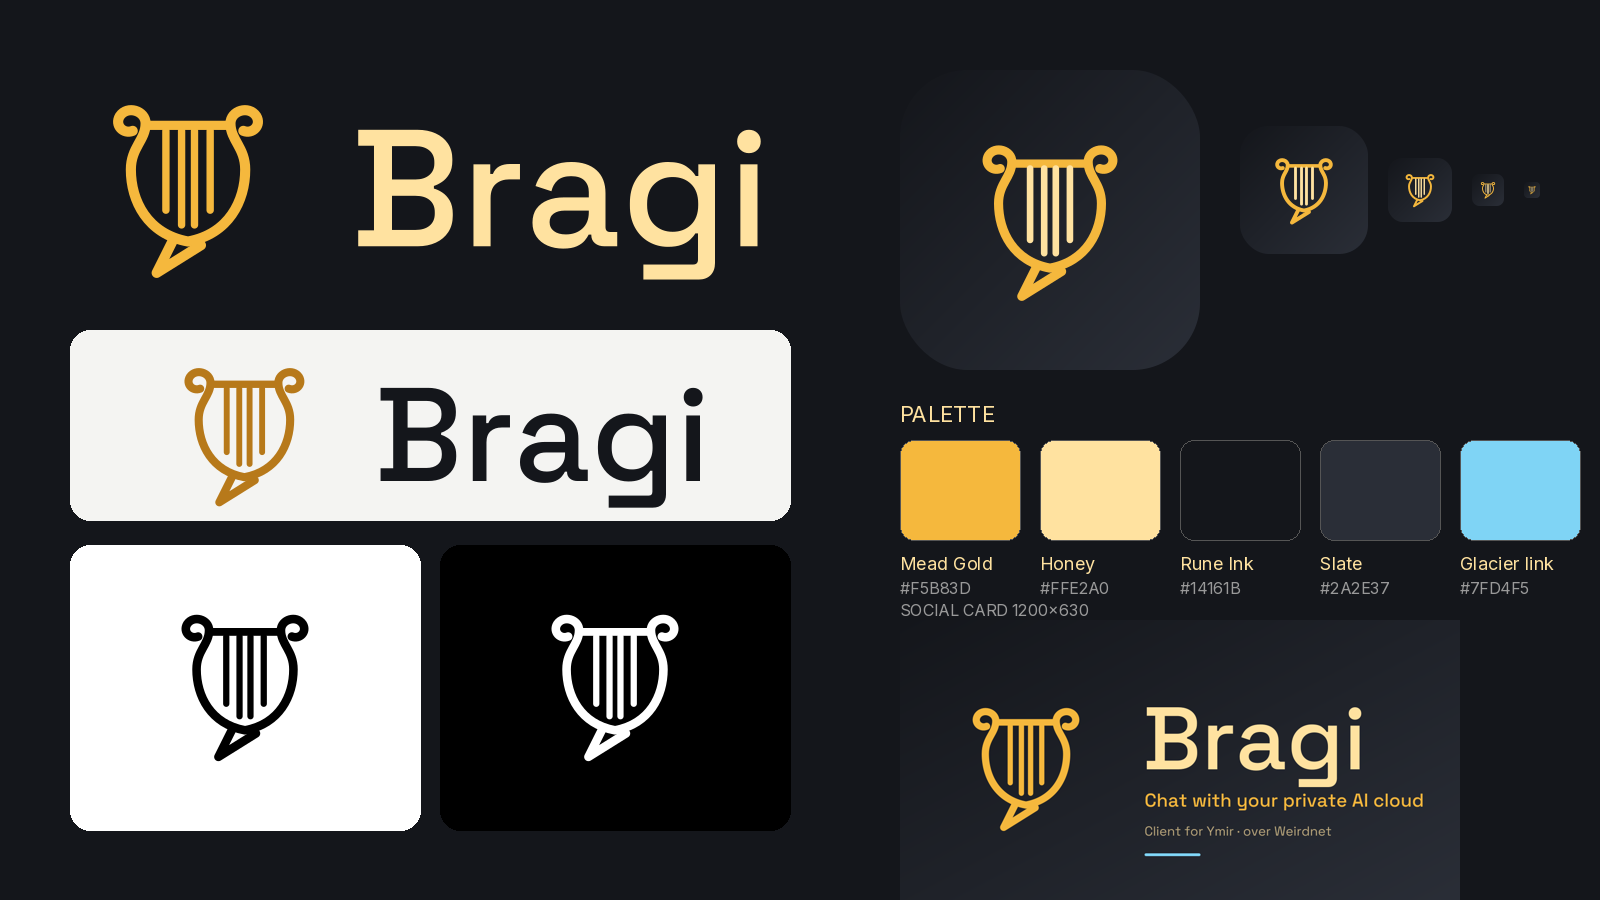 Bragi
Bragi
PALETTE
Mead Gold
#F5B83D
Honey
#FFE2A0
Rune Ink
#14161B
Slate
#2A2E37
Glacier link
#7FD4F5
SOCIAL CARD 1200×630
Bragi
Chat with your private AI cloud
Client for Ymir · over Weirdnet